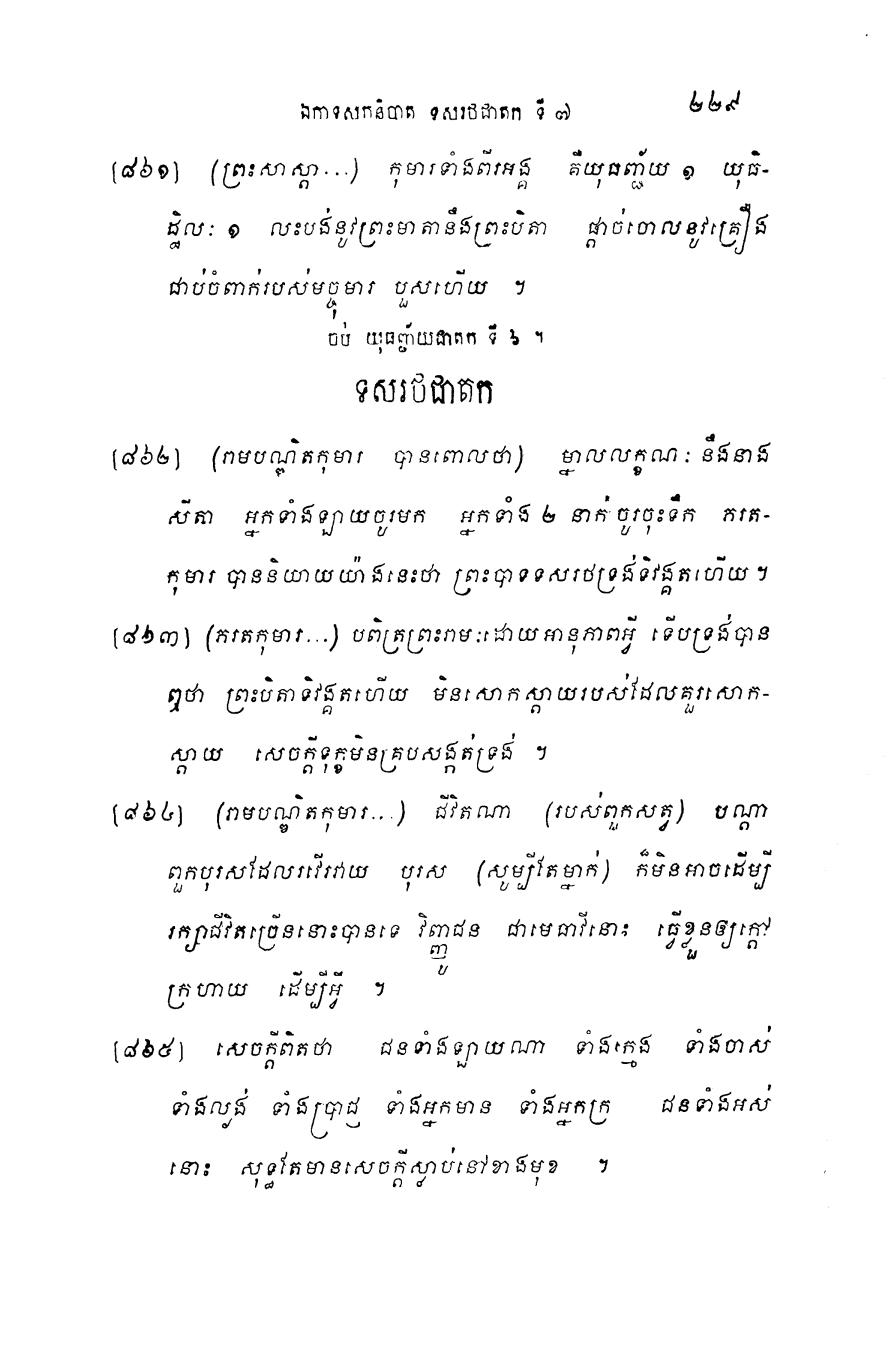 ឯកាទសកនិបាត ទសរថជាតក ទី ៧ ២២៩
[៨៦១] (ព្រះសាស្តា...) កុមារទាំងពីរអង្គ គឺយុធញ្ជ័យ ១ យុធិ-
ដ្ឋិលៈ ១ លះបង់នូវព្រះមាតានឹងព្រះបិតា ផ្តាច់ចោលនូវគ្រឿង
ជាប់ចំពាក់របស់មច្ចុមារ បួសហើយ ។
ចប់ យុធញ្ជ័យជាតក ទី ៦ ។
ទសរថជាតក
[៨៦២] (រាមបណ្ឌិតកុមារ បានពោលថា) ម្នាលលក្ខណៈ នឹងនាង
សីតា អ្នកទាំងឡាយចូរមក អ្នកទាំង ២ នាក់ ចូរចុះទឹក ភរត-
កុមារ បាននិយាយយ៉ាងនេះថា ព្រះបាទទសរថទ្រង់ទិវង្គតហើយ ។
[៨៦៣] (ភរតកុមារ...) បពិត្រព្រះរាមៈ ដោយអានុភាពអ្វី ទើបទ្រង់បាន
ឮថា ព្រះបិតាទិវង្គតហើយ មិនសោកស្តាយរបស់ដែលគួរសោក-
ស្តាយ សេចក្តីទុក្ខមិនគ្របសង្កត់ទ្រង់ ។
[៨៦៤] (រាមបណ្ឌិតកុមារ...) ជីវិតណា (របស់ពួកសត្វ) បណ្តា
ពួកបុរសដែលរវើរវាយ បុរស (សូម្បីតែម្នាក់) ក៏មិនអាចដើម្បី
រក្សាជីវិតច្រើននោះបានទេ វិញ្ញូជន ជាមេធាវីនោះ ធ្វើខ្លួនឲ្យក្តៅ
ក្រហាយ ដើម្បីអ្វី ។
[៨៦៥] សេចក្តីពិតថា ជនទាំងឡាយណា ទាំងក្មេង ទាំងចាស់
ទាំងល្ងង់ ទាំងប្រាជ្ញ ទាំងអ្នកមាន ទាំងអ្នកក្រ ជនទាំងអស់
នោះ សុទ្ធតែមានសេចក្តីស្លាប់នៅខាងមុខ ។